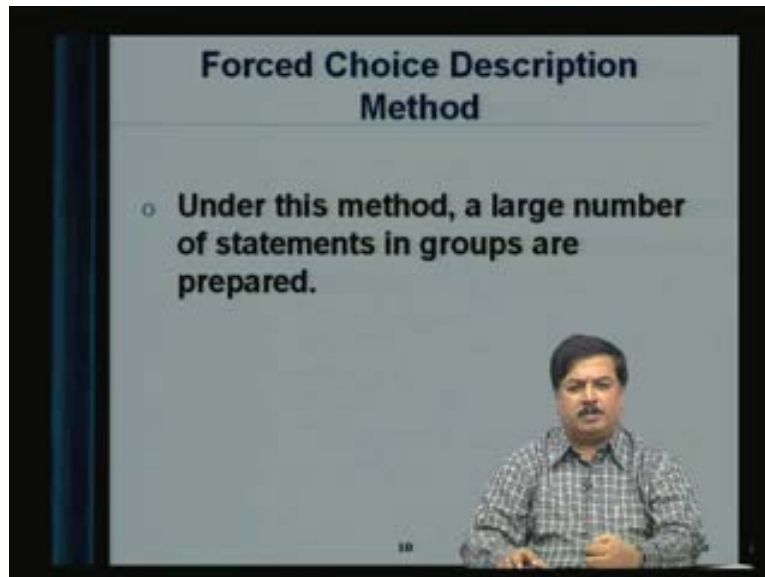 Forced Choice Description
Method
o Under this method, a large number
of statements in groups are
prepared.
10